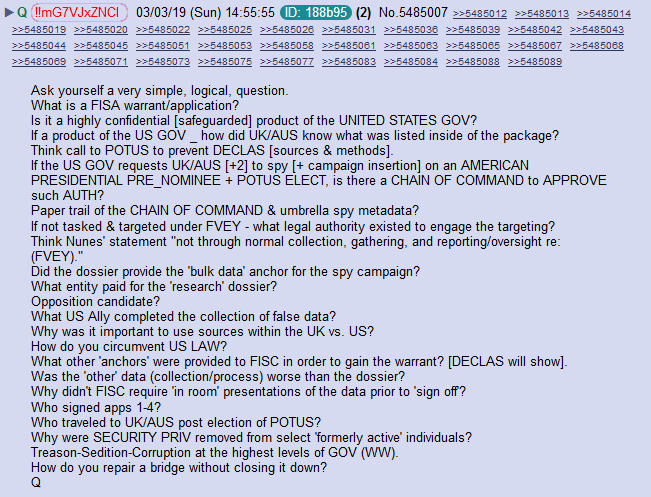 ▶ Q !!mG7VJxZNCI 03/03/19 (Sun) 14:55:55 ID: 188b95 (2) No.5485007 >>5485012 >>5485013 >>5485014
>>5485019 >>5485020 >>5485022 >>5485025 >>5485026 >>5485031 >>5485036 >>5485039 >>5485042 >>5485043
>>5485044 >>5485045 >>5485051 >>5485053 >>5485058 >>5485061 >>5485063 >>5485065 >>5485067 >>5485068
>>5485069 >>5485071 >>5485073 >>5485075 >>5485077 >>5485083 >>5485084 >>5485088 >>5485089
Ask yourself a very simple, logical, question.
What is a FISA warrant/application?
Is it a highly confidential [safeguarded] product of the UNITED STATES GOV?
If a product of the US GOV _ how did UK/AUS know what was listed inside of the package?
Think call to POTUS to prevent DECLAS [sources & methods].
If the US GOV requests UK/AUS [+2] to spy [+ campaign insertion] on an AMERICAN
PRESIDENTIAL PRE_NOMINEE + POTUS ELECT, is there a CHAIN OF COMMAND to APPROVE
such AUTH?
Paper trail of the CHAIN OF COMMAND & umbrella spy metadata?
If not tasked & targeted under FVEY - what legal authority existed to engage the targeting?
Think Nunes' statement "not through normal collection, gathering, and reporting/oversight re:
(FVEY)."
Did the dossier provide the 'bulk data' anchor for the spy campaign?
What entity paid for the 'research' dossier?
Opposition candidate?
What US Ally completed the collection of false data?
Why was it important to use sources within the UK vs. US?
How do you circumvent US LAW?
What other 'anchors' were provided to FISC in order to gain the warrant? [DECLAS will show].
Was the 'other' data (collection/process) worse than the dossier?
Why didn't FISC require 'in room' presentations of the data prior to 'sign off'?
Who signed apps 1-4?
Who traveled to UK/AUS post election of POTUS?
Why were SECURITY PRIV removed from select 'formerly active' individuals?
Treason-Sedition-Corruption at the highest levels of GOV (WW).
How do you repair a bridge without closing it down?
Q